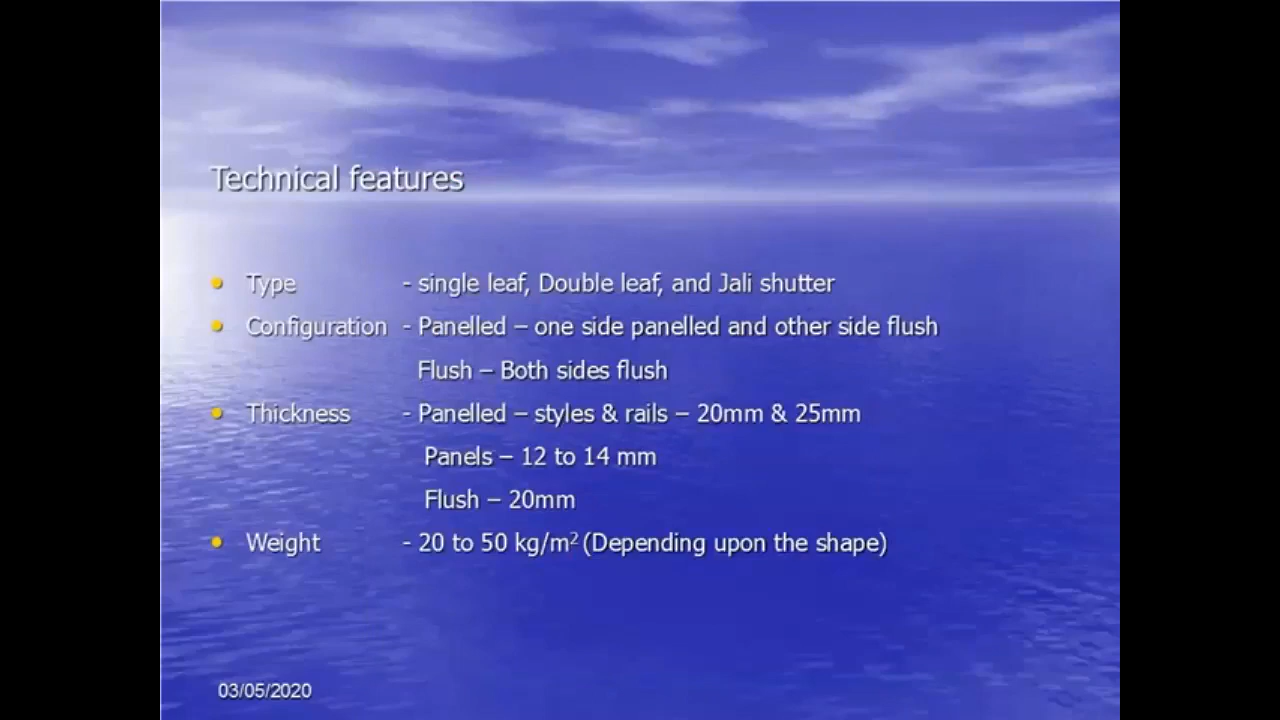 Technical features
• Type - single leaf, Double leaf, and Jali shutter
• Configuration - Panelled – one side panelled and other side flush
Flush – Both sides flush
• Thickness - Panelled – styles & rails – 20mm & 25mm
Panels – 12 to 14 mm
Flush – 20mm
• Weight - 20 to 50 kg/m² (Depending upon the shape)
03/05/2020